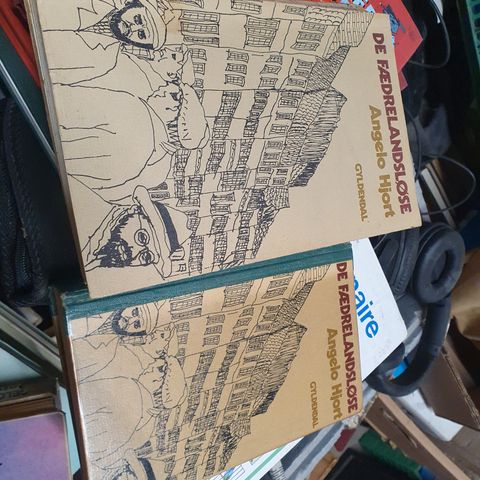 DE FÆDRELANDSLØSE
Angelo Hjort
GYLDENDAL
DE FÆDRELANDSLØSE
Angelo Hjort
GYLDENDAL
aire